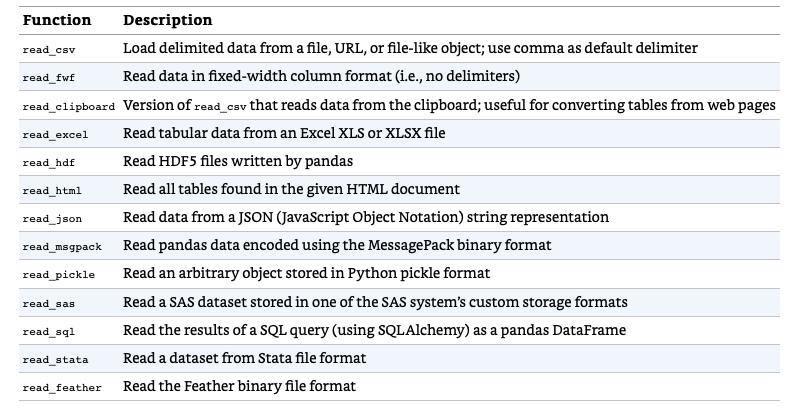 Function Description
read_csv Load delimited data from a file, URL, or file-like object; use comma as default delimiter
read_fwf Read data in fixed-width column format (i.e., no delimiters)
read_clipboard Version of read_csv that reads data from the clipboard; useful for converting tables from web pages
read_excel Read tabular data from an Excel XLS or XLSX file
read_hdf Read HDF5 files written by pandas
read_html Read all tables found in the given HTML document
read_json Read data from a JSON (JavaScript Object Notation) string representation
read_msgpack Read pandas data encoded using the MessagePack binary format
read_pickle Read an arbitrary object stored in Python pickle format
read_sas Read a SAS dataset stored in one of the SAS system’s custom storage formats
read_sql Read the results of a SQL query (using SQLAlchemy) as a pandas DataFrame
read_stata Read a dataset from Stata file format
read_feather Read the Feather binary file format